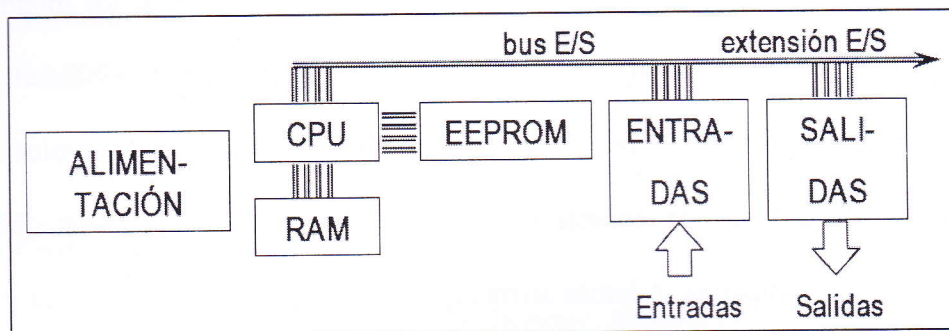 bus E/S
extensión E/S
ALIMEN-
TACIÓN
CPU
EEPROM
RAM
ENTRA-
DAS
SALI-
DAS
Entradas
Salidas